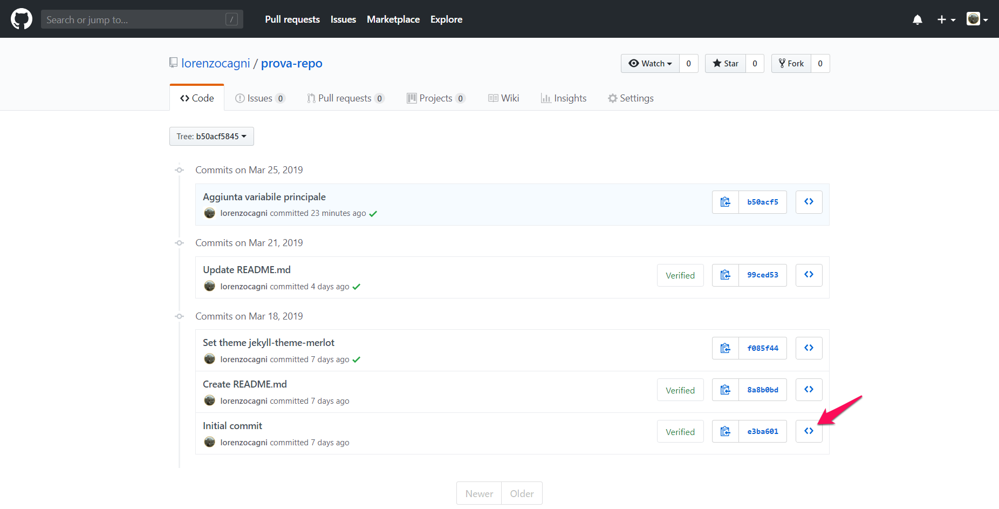 Search or jump to... / Pull requests Issues Marketplace Explore
lorenzocagni / prova-repo Watch 0 Star 0 Fork 0
Code Issues 0 Pull requests 0 Projects 0 Wiki Insights Settings
Tree: b50acf5845
Commits on Mar 25, 2019
Aggiunta variabile principale
lorenzocagni committed 23 minutes ago
b50acf5
Commits on Mar 21, 2019
Update README.md
lorenzocagni committed 4 days ago
Verified 99ced53
Commits on Mar 18, 2019
Set theme jekyll-theme-merlot
lorenzocagni committed 7 days ago
f085f44
Create README.md
lorenzocagni committed 7 days ago
Verified 8a8b0bd
Initial commit
lorenzocagni committed 7 days ago
Verified e3ba601
Newer Older